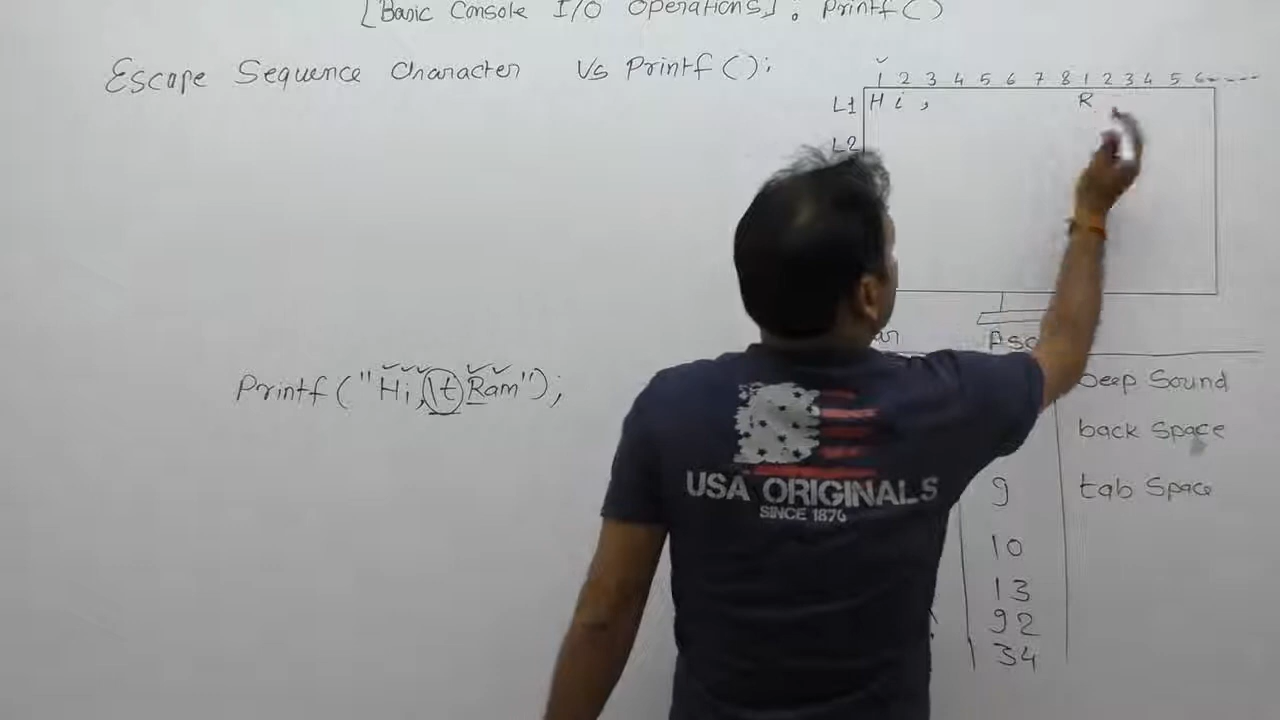 [Basic Console I/O Operations]: Printf()
Escape Sequence Character Vs Printf():
1 2 3 4 5 6 7 8 1 2 3 4 5 6----
L1 Hi, R
L2
Printf("Hi,\tRam");
beep Sound
back Space
9 tab Space
10
13
92
34
USA ORIGINALS
SINCE 1876